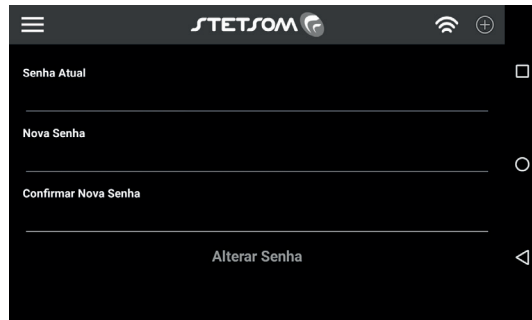 STETSOM
Senha Atual
Nova Senha
Confirmar Nova Senha
Alterar Senha